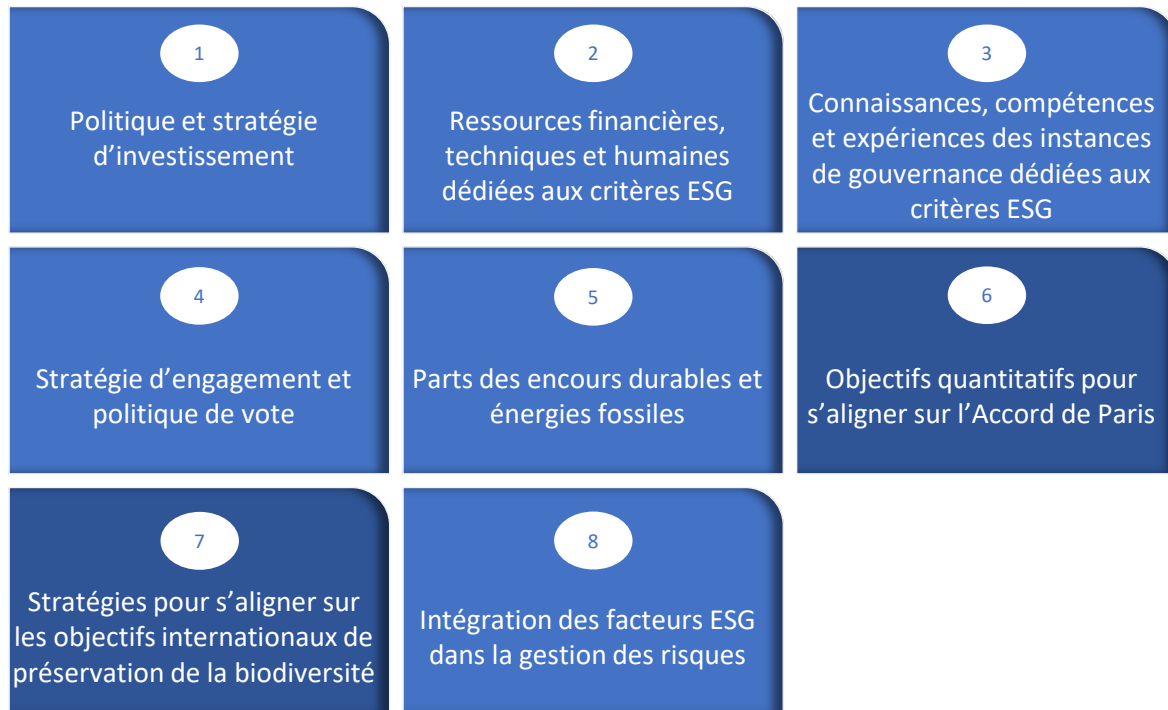 1
Politique et stratégie
d’investissement
2
Ressources financières,
techniques et humaines
dédiées aux critères ESG
3
Connaissances, compétences
et expériences des instances
de gouvernance dédiées aux
critères ESG
4
Stratégie d’engagement et
politique de vote
5
Parts des encours durables et
énergies fossiles
6
Objectifs quantitatifs pour
s’aligner sur l’Accord de Paris
7
Stratégies pour s’aligner sur
les objectifs internationaux de
préservation de la biodiversité
8
Intégration des facteurs ESG
dans la gestion des risques